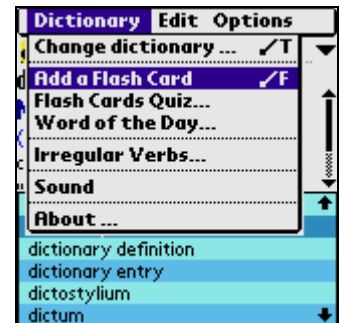 Dictionary Edit Options
Change dictionary ... /T
Add a Flash Card /F
Flash Cards Quiz...
Word of the Day...
Irregular Verbs...
Sound
About ...
dictionary definition
dictionary entry
dictostylium
dictum